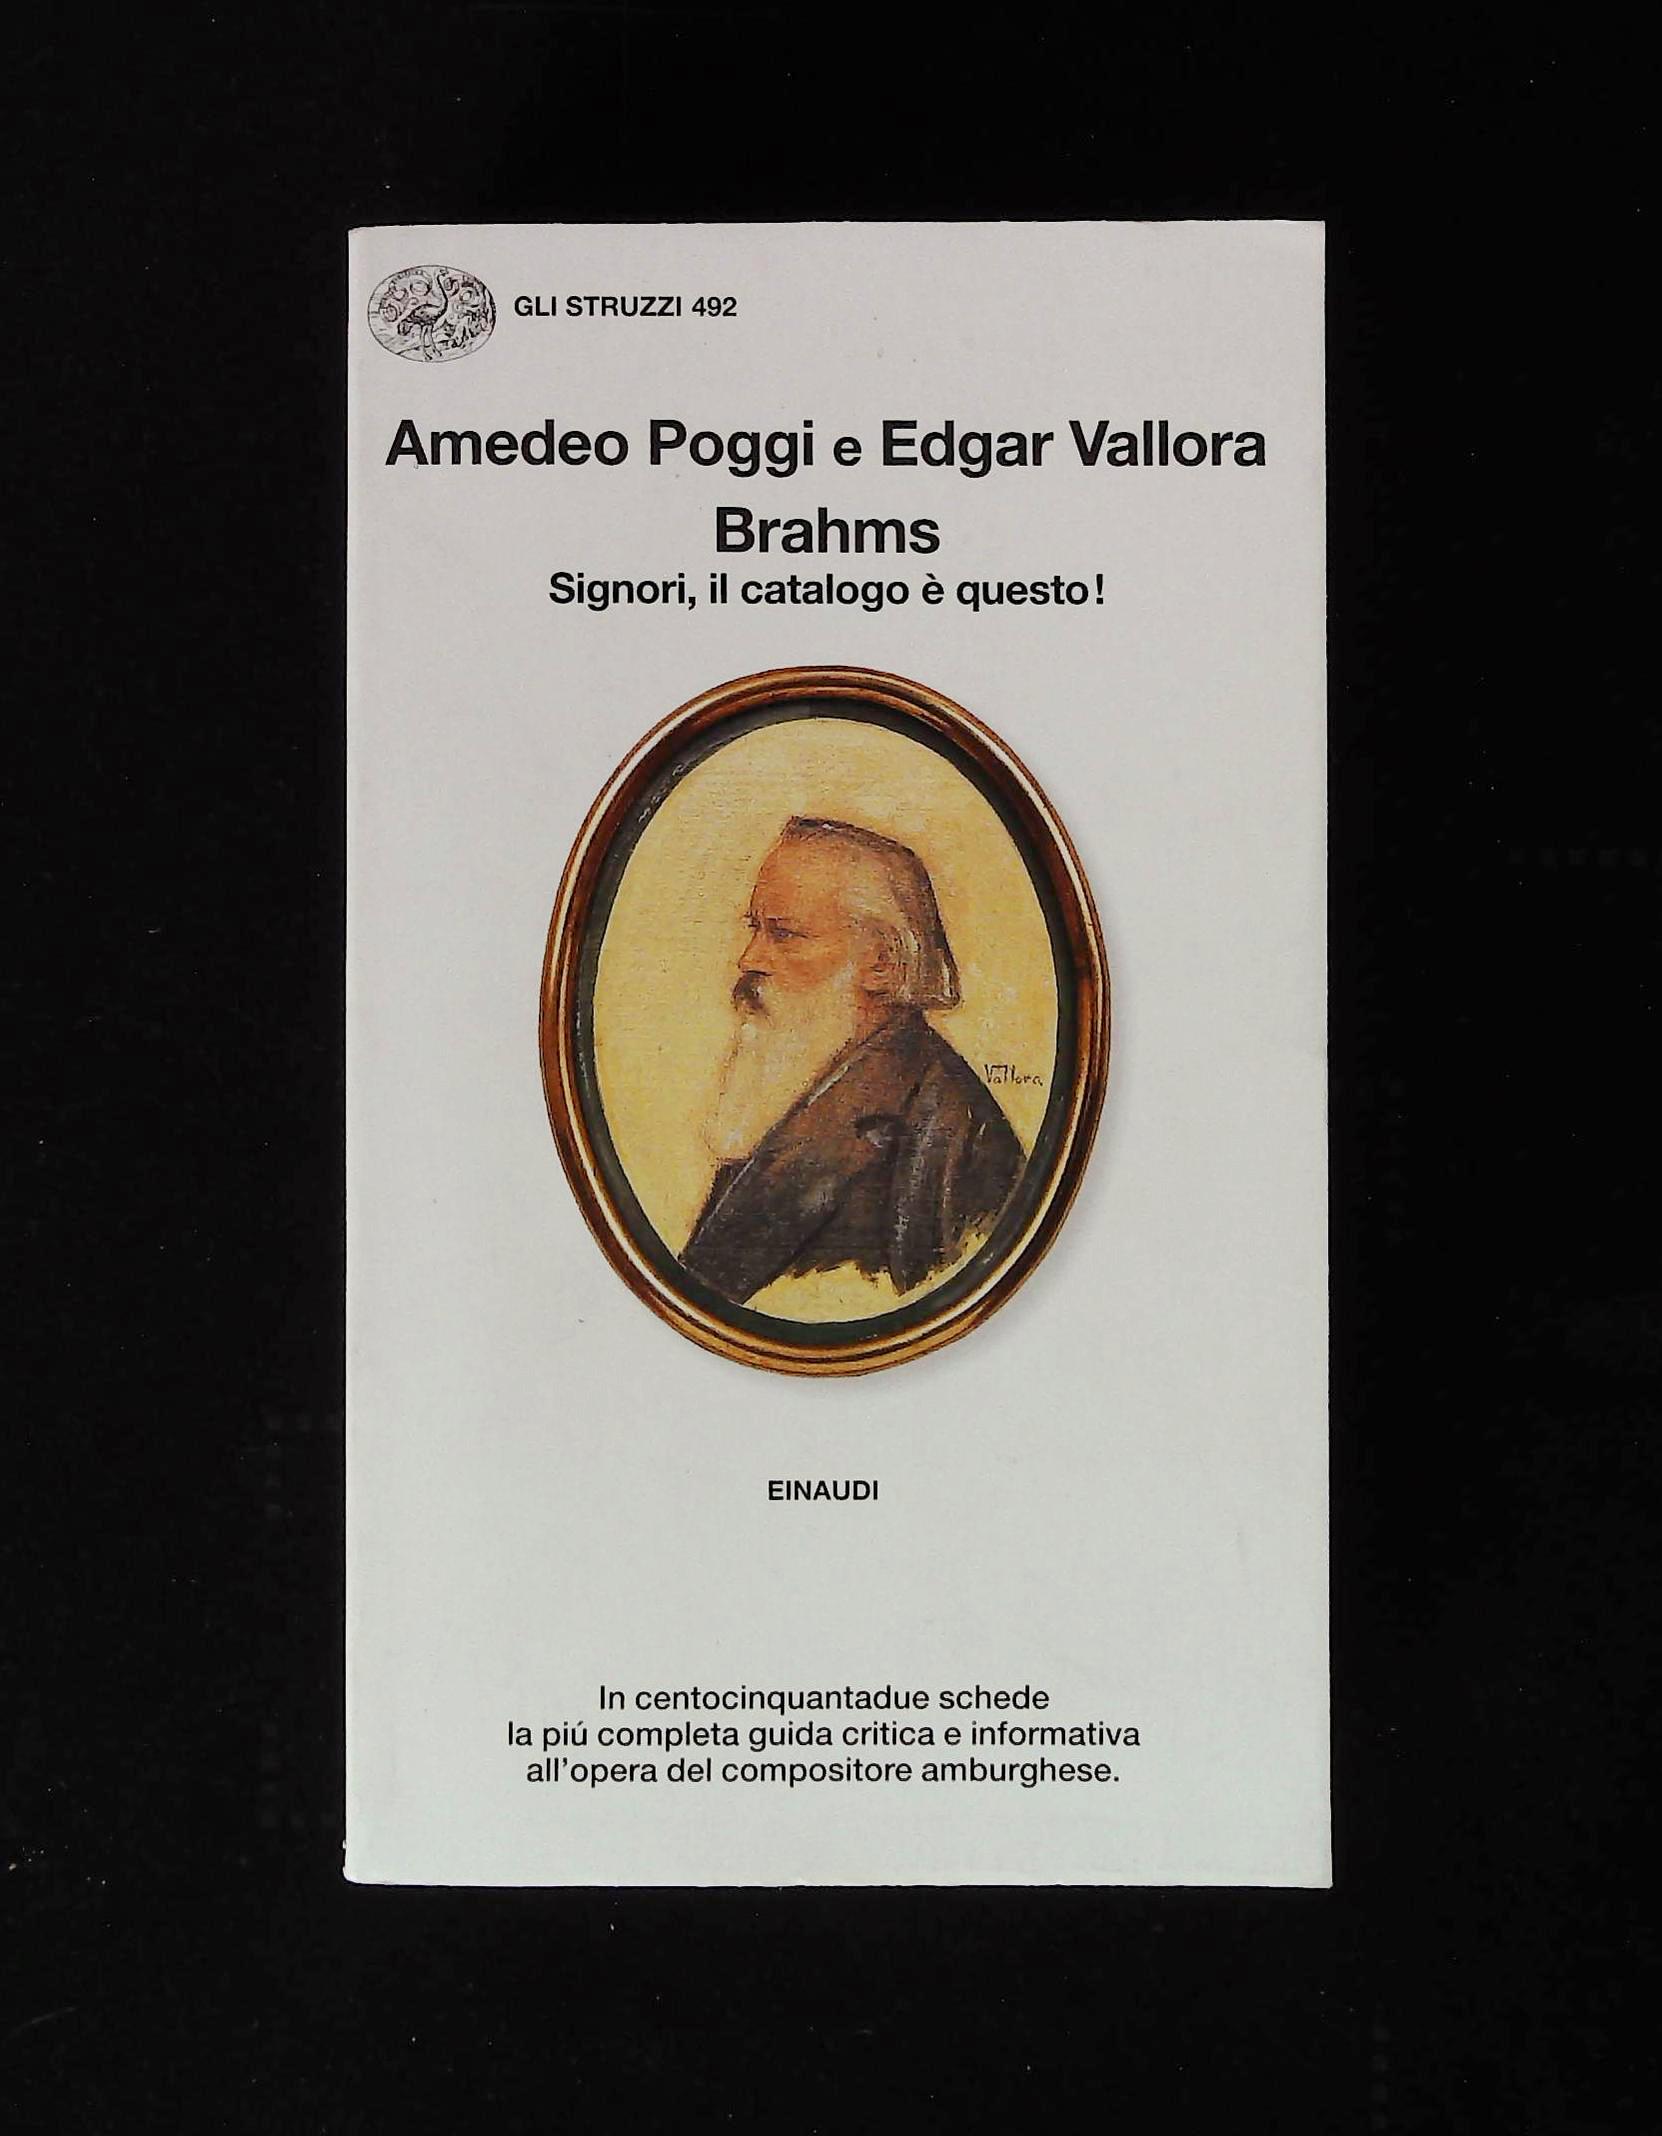 GLI STRUZZI 492
Amedeo Poggi e Edgar Vallora
Brahms
Signori, il catalogo è questo!
Vallora
EINAUDI
In centocinquantadue schede
la piú completa guida critica e informativa
all’opera del compositore amburghese.